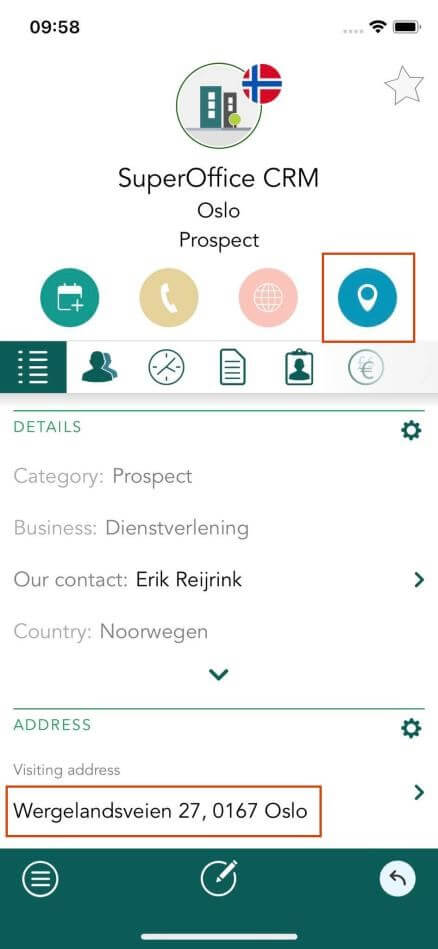 09:58
SuperOffice CRM
Oslo
Prospect
DETAILS
Category: Prospect
Business: Dienstverlening
Our contact: Erik Reijrink
Country: Noorwegen
ADDRESS
Visiting address
Wergelandsveien 27, 0167 Oslo